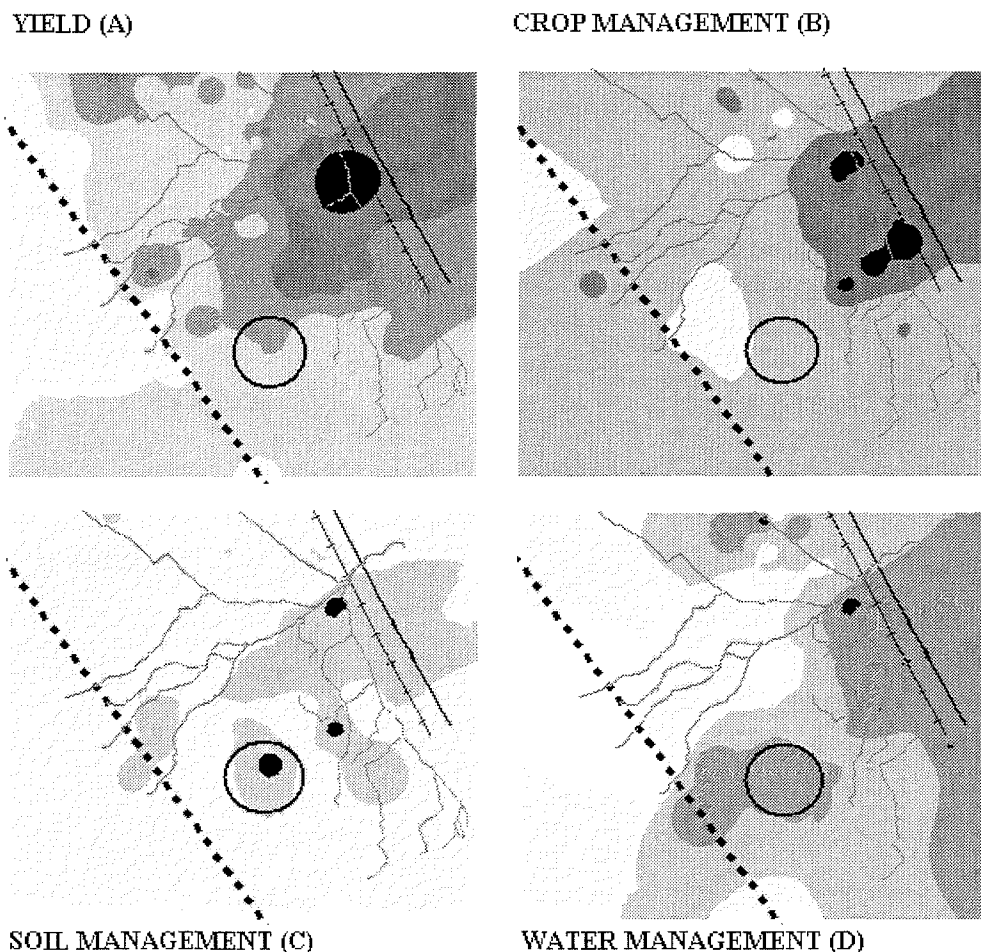 YIELD (A)
CROP MANAGEMENT (B)
SOIL MANAGEMENT (C)
WATER MANAGEMENT (D)